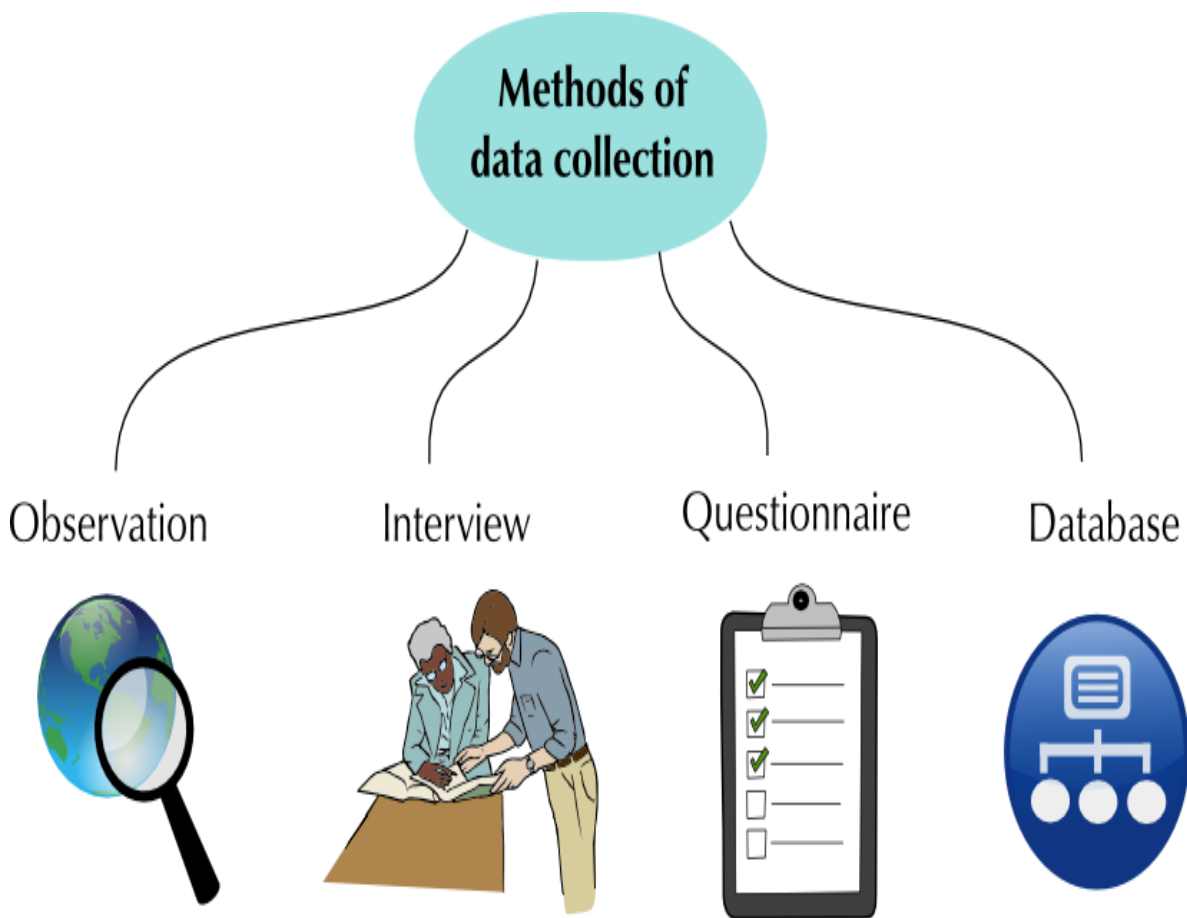 Methods of
data collection
Observation
Interview
Questionnaire
Database